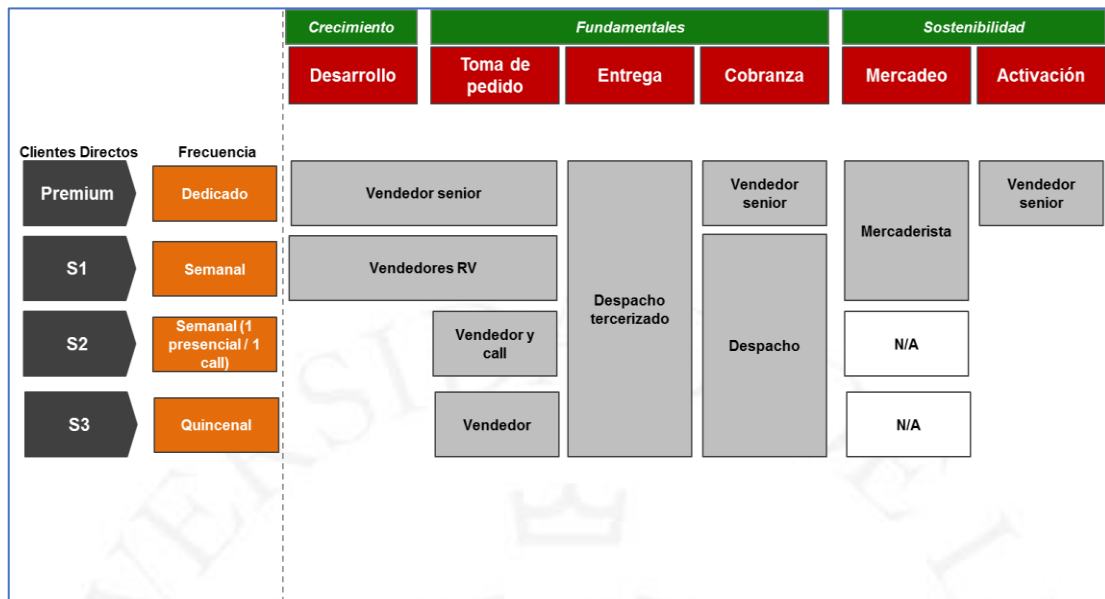 Crecimiento
Fundamentales
Sostenibilidad
Desarrollo
Toma de
pedido
Entrega
Cobranza
Mercadeo
Activación
Clientes Directos
Frecuencia
Premium
Dedicado
Vendedor senior
Vendedor
senior
Vendedor
senior
Mercaderista
S1
Semanal
Vendedores RV
Despacho
tercerizado
S2
Semanal (1
presencial / 1
call)
Vendedor y
call
Despacho
N/A
S3
Quincenal
Vendedor
N/A